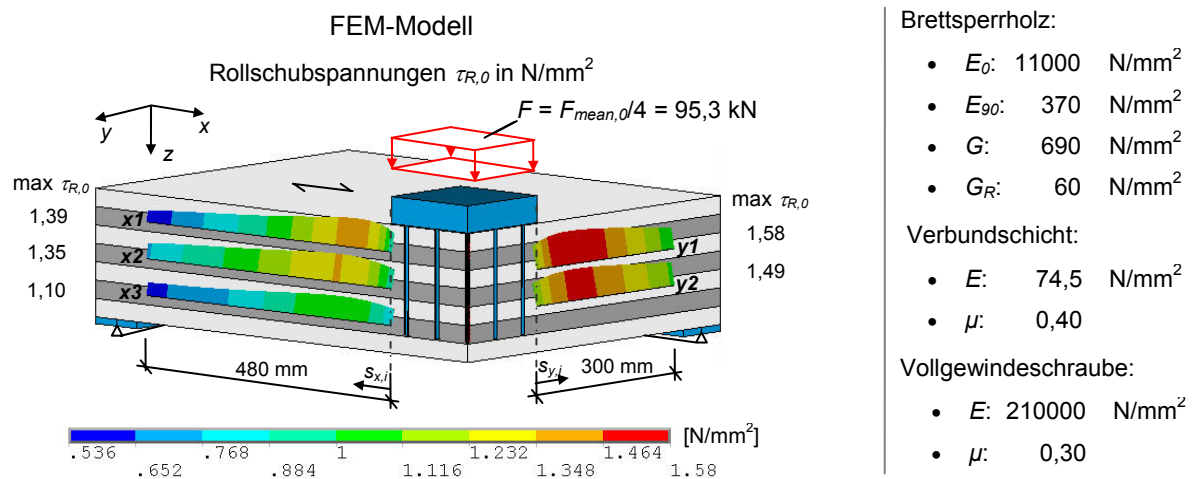 FEM-Modell
Rollschubspannungen τR,0 in N/mm²
F = Fmean,0/4 = 95,3 kN
y
x
z
max τR,0
1,39
1,35
1,10
x1
x2
x3
max τR,0
1,58
1,49
y1
y2
480 mm
sx,i
sy,i
300 mm
[N/mm²]
.536
.652
.768
.884
1
1.116
1.232
1.348
1.464
1.58
Brettsperrholz:
• E0: 11000 N/mm²
• E90: 370 N/mm²
• G: 690 N/mm²
• GR: 60 N/mm²
Verbundschicht:
• E: 74,5 N/mm²
• μ: 0,40
Vollgewindeschraube:
• E: 210000 N/mm²
• μ: 0,30